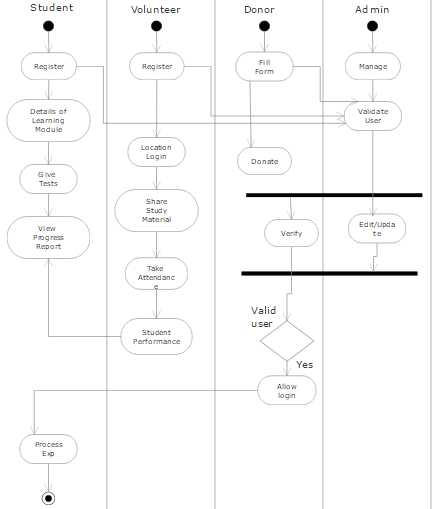 Student
Volunteer
Donor
Admin
Register
Register
Fill
Form
Manage
Details of
Learning
Module
Validate
User
Location
Login
Donate
Give
Tests
Share
Study
Material
View
Progress
Report
Verify
Edit/Upda
te
Take
Attendanc
e
Valid
user
Student
Performance
Yes
Allow
login
Process
Exp